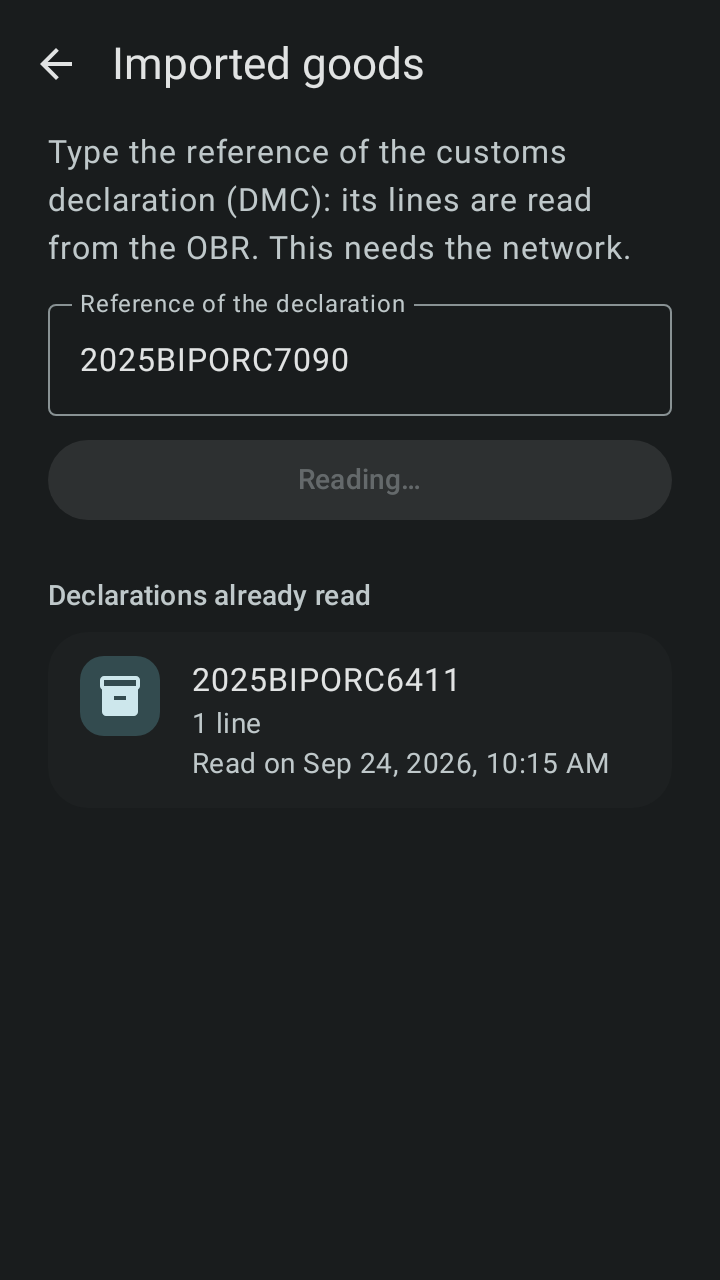 Imported goods
Type the reference of the customs
declaration (DMC): its lines are read
from the OBR. This needs the network.
Reference of the declaration
2025BIPORC7090
Reading…
Declarations already read
2025BIPORC6411
1 line
Read on Sep 24, 2026, 10:15 AM